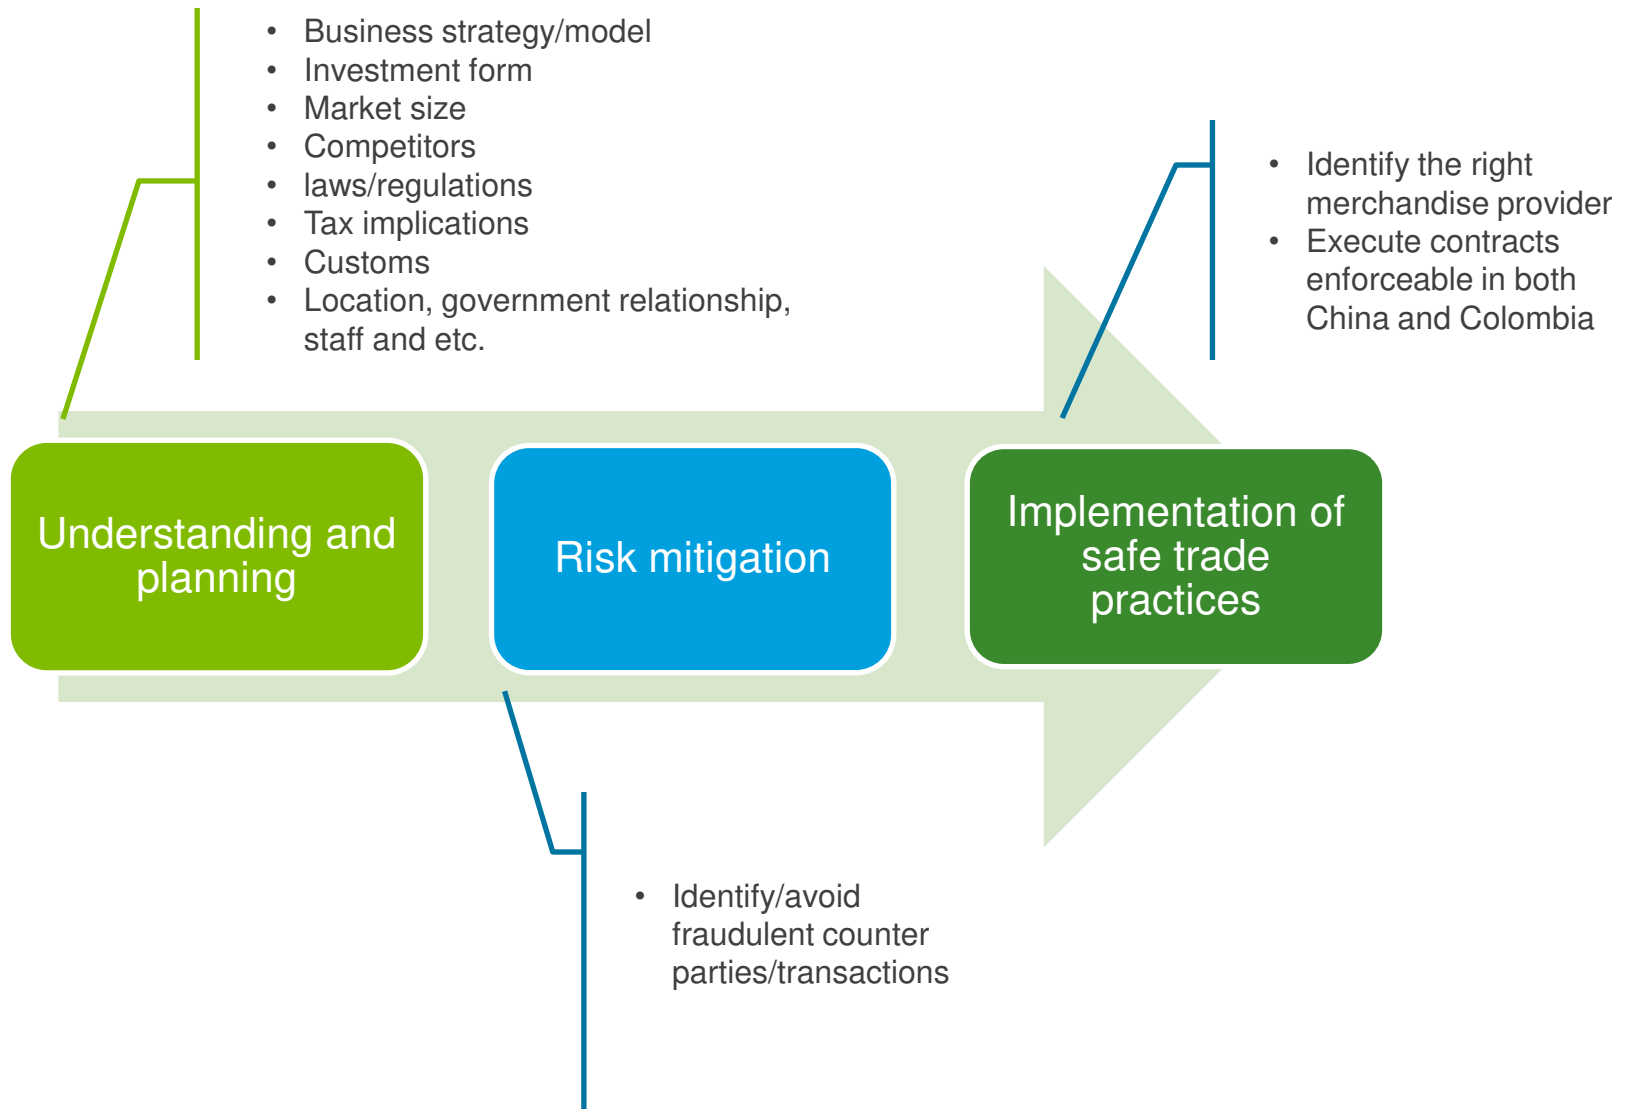 • Business strategy/model
• Investment form
• Market size
• Competitors
• laws/regulations
• Tax implications
• Customs
• Location, government relationship,
staff and etc.
• Identify the right
merchandise provider
• Execute contracts
enforceable in both
China and Colombia
Understanding and
planning
Risk mitigation
Implementation of
safe trade
practices
• Identify/avoid
fraudulent counter
parties/transactions